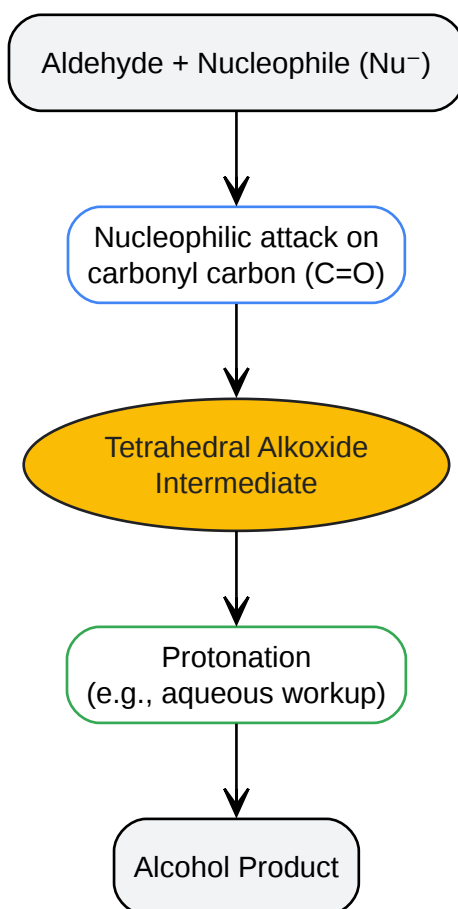 Aldehyde + Nucleophile (Nu⁻)
Nucleophilic attack on
carbonyl carbon (C=O)
Tetrahedral Alkoxide
Intermediate
Protonation
(e.g., aqueous workup)
Alcohol Product